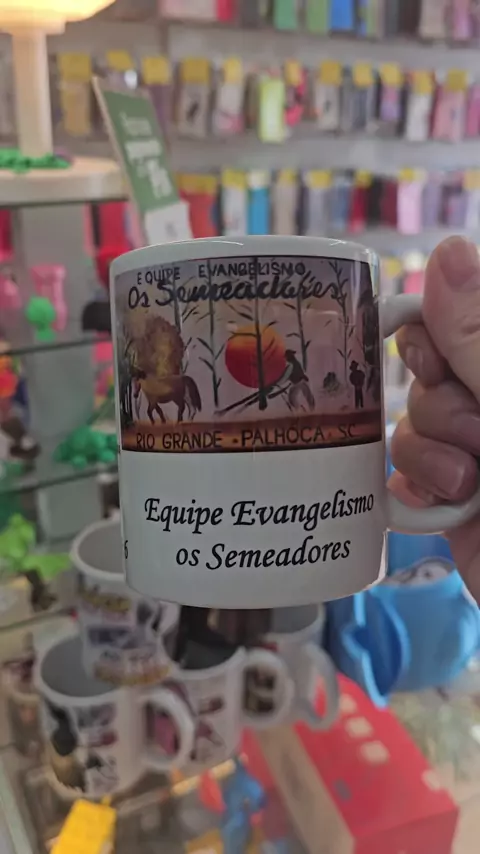 EQUIPE EVANGELISMO
Os Semeadores
RIO GRANDE - PALHOÇA. SC
Equipe Evangelismo
os Semeadores